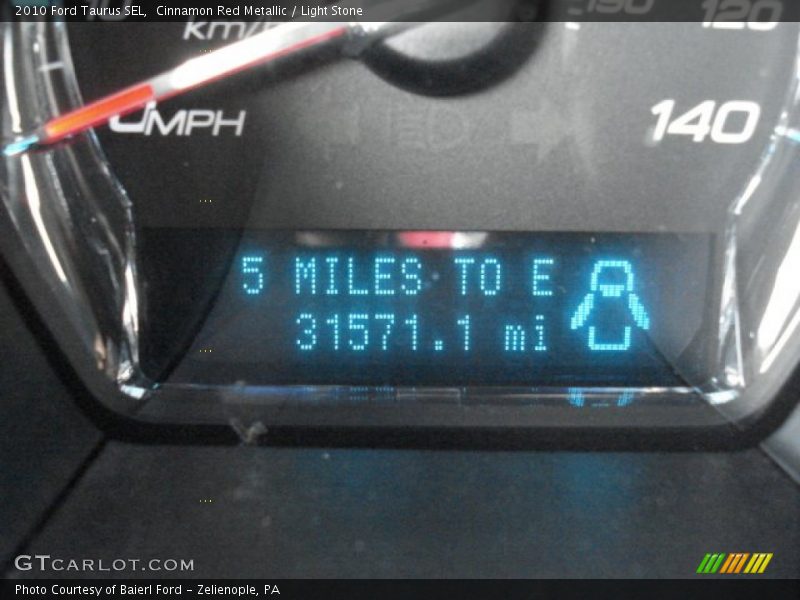 2010 Ford Taurus SEL,  Cinnamon Red Metallic / Light Stone
km/h
120
MPH
140
5 MILES TO E
31571.1 mi
GTCARLOT.COM
Photo Courtesy of Baierl Ford – Zelienople, PA